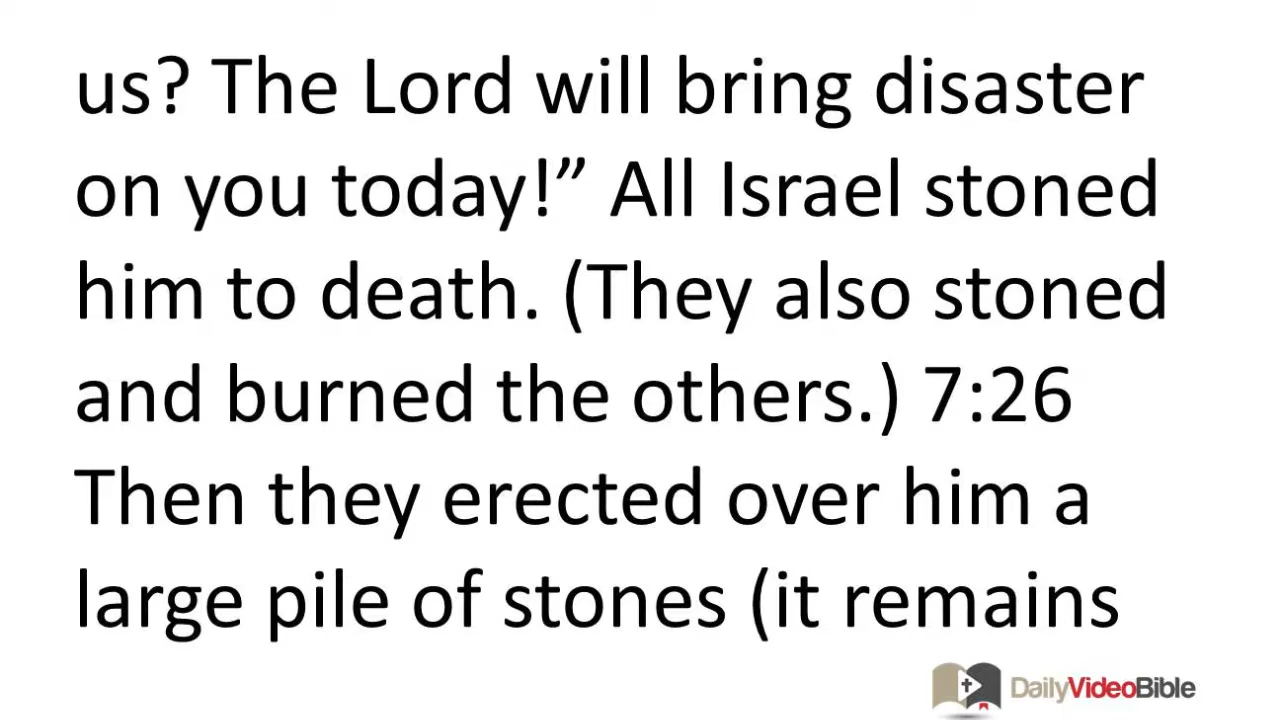 us? The Lord will bring disaster
on you today!” All Israel stoned
him to death. (They also stoned
and burned the others.) 7:26
Then they erected over him a
large pile of stones (it remains
DailyVideoBible